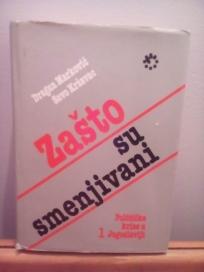 Dragan Marković
Savo Kržavac
Zašto
su
smenjivani
Političke
krize u
1 Jugoslaviji